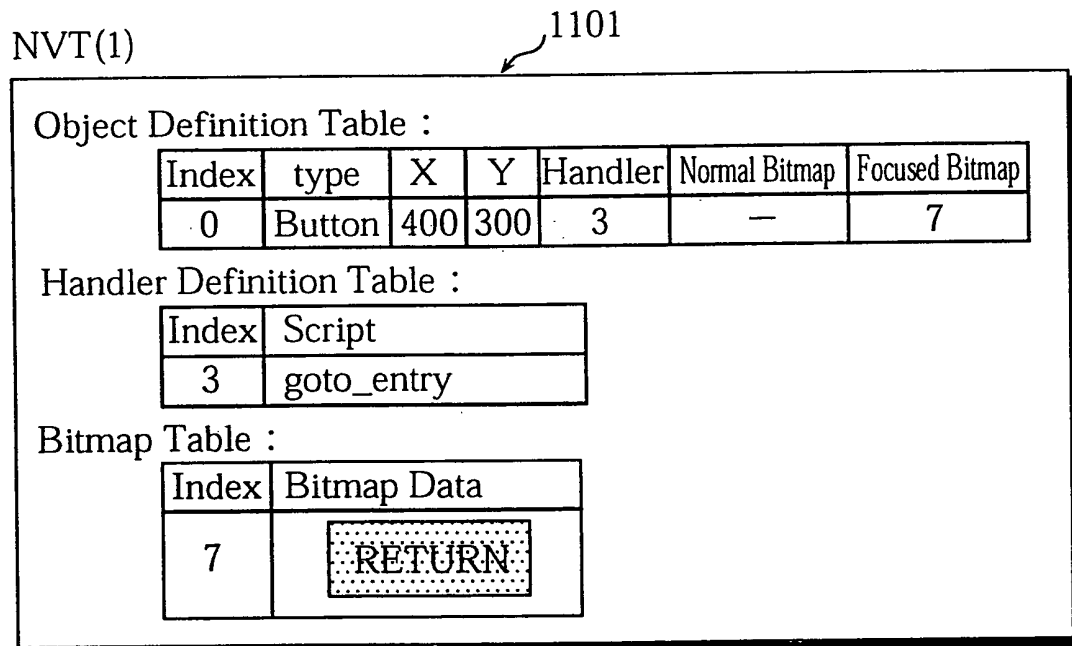 1101
NVT(1)
Object Definition Table :
Index type X Y Handler Normal Bitmap Focused Bitmap
0 Button 400 300 3 — 7
Handler Definition Table :
Index Script
3 goto_entry
Bitmap Table :
Index Bitmap Data
7 RETURN